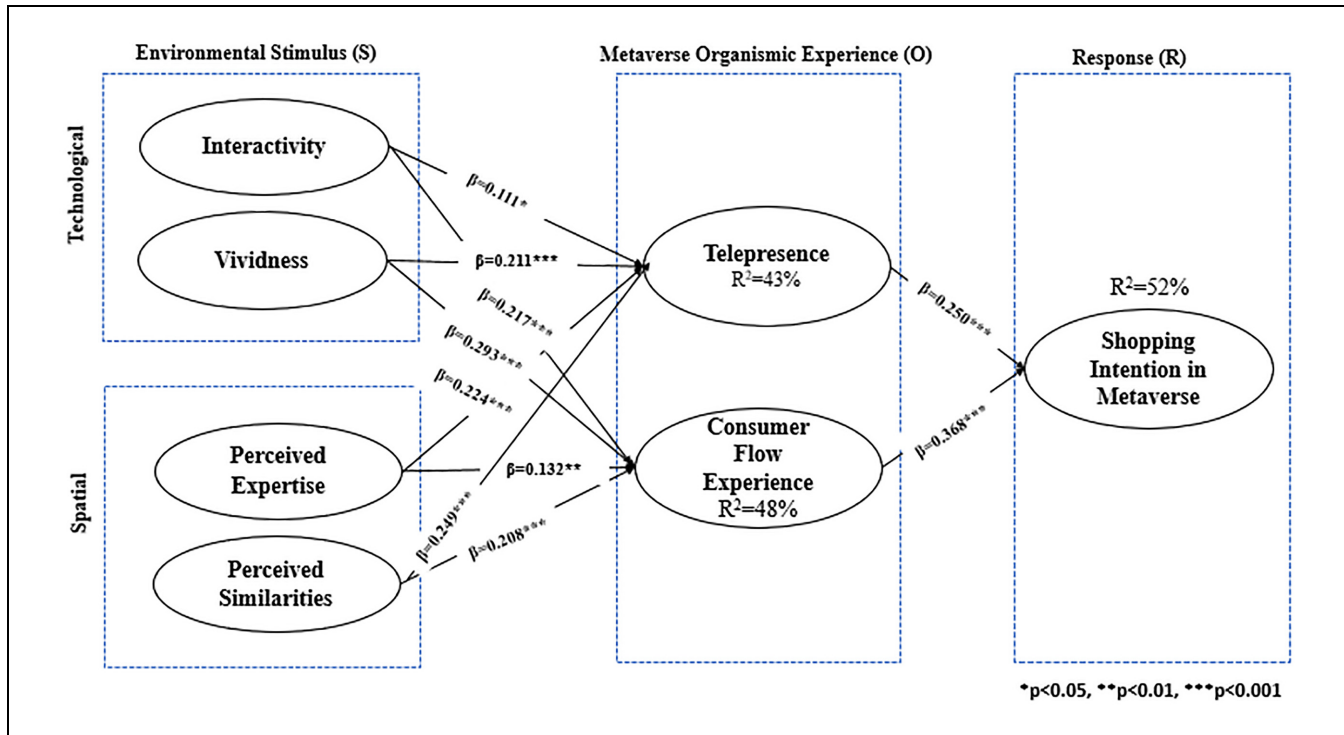 Environmental Stimulus (S)
Metaverse Organismic Experience (O)
Response (R)
Technological
Interactivity
Vividness
Spatial
Perceived
Expertise
Perceived
Similarities
β=0.111*
β=0.211***
β=0.217***
β=0.293***
β=0.224***
β=0.132**
β=0.249***
β=0.208***
Telepresence
R²=43%
Consumer
Flow
Experience
R²=48%
β=0.250***
β=0.368***
R²=52%
Shopping
Intention in
Metaverse
*p<0.05, **p<0.01, ***p<0.001